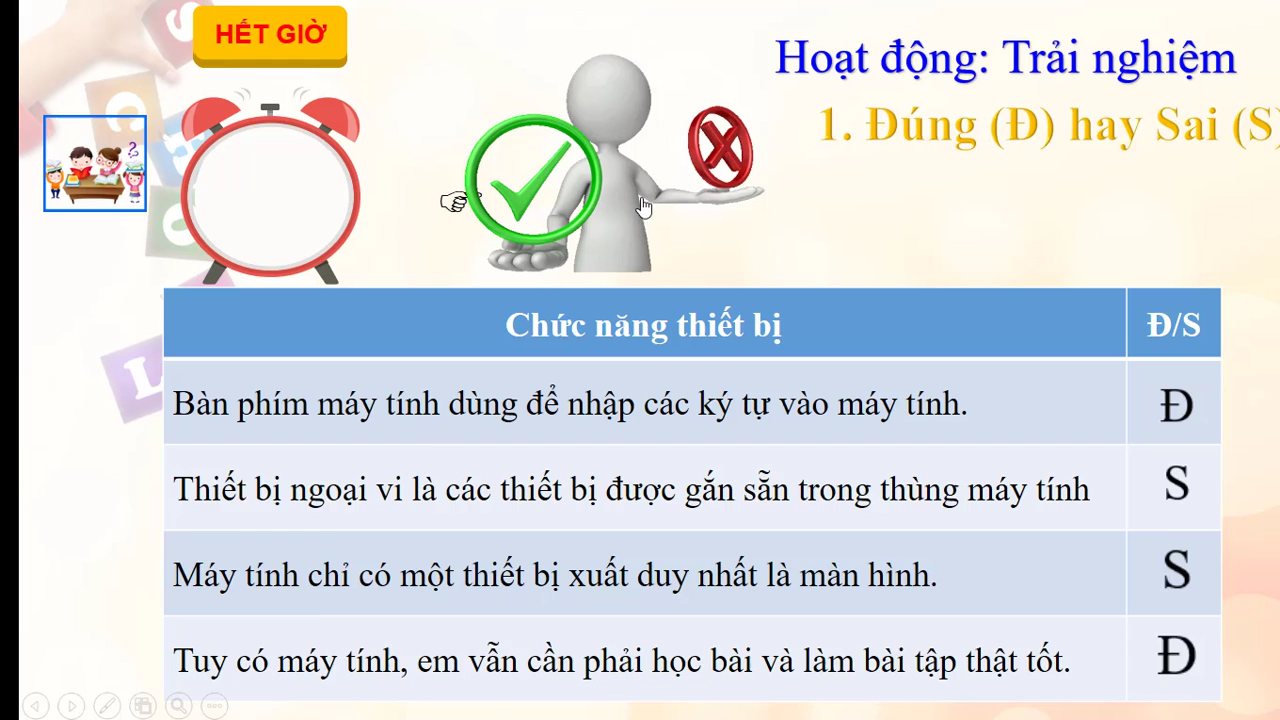 HẾT GIỜ
Hoạt động: Trải nghiệm
1. Đúng (Đ) hay Sai (S)
Chức năng thiết bị Đ/S
Bàn phím máy tính dùng để nhập các ký tự vào máy tính. Đ
Thiết bị ngoại vi là các thiết bị được gắn sẵn trong thùng máy tính S
Máy tính chỉ có một thiết bị xuất duy nhất là màn hình. S
Tuy có máy tính, em vẫn cần phải học bài và làm bài tập thật tốt. Đ